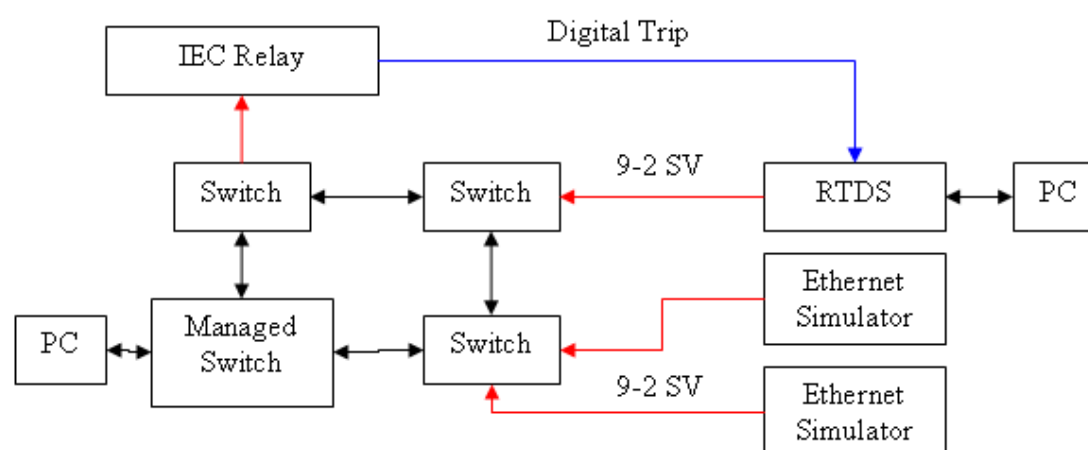 Digital Trip
IEC Relay
9-2 SV
Switch
Switch
RTDS
PC
Ethernet
Simulator
PC
Managed
Switch
Switch
9-2 SV
Ethernet
Simulator